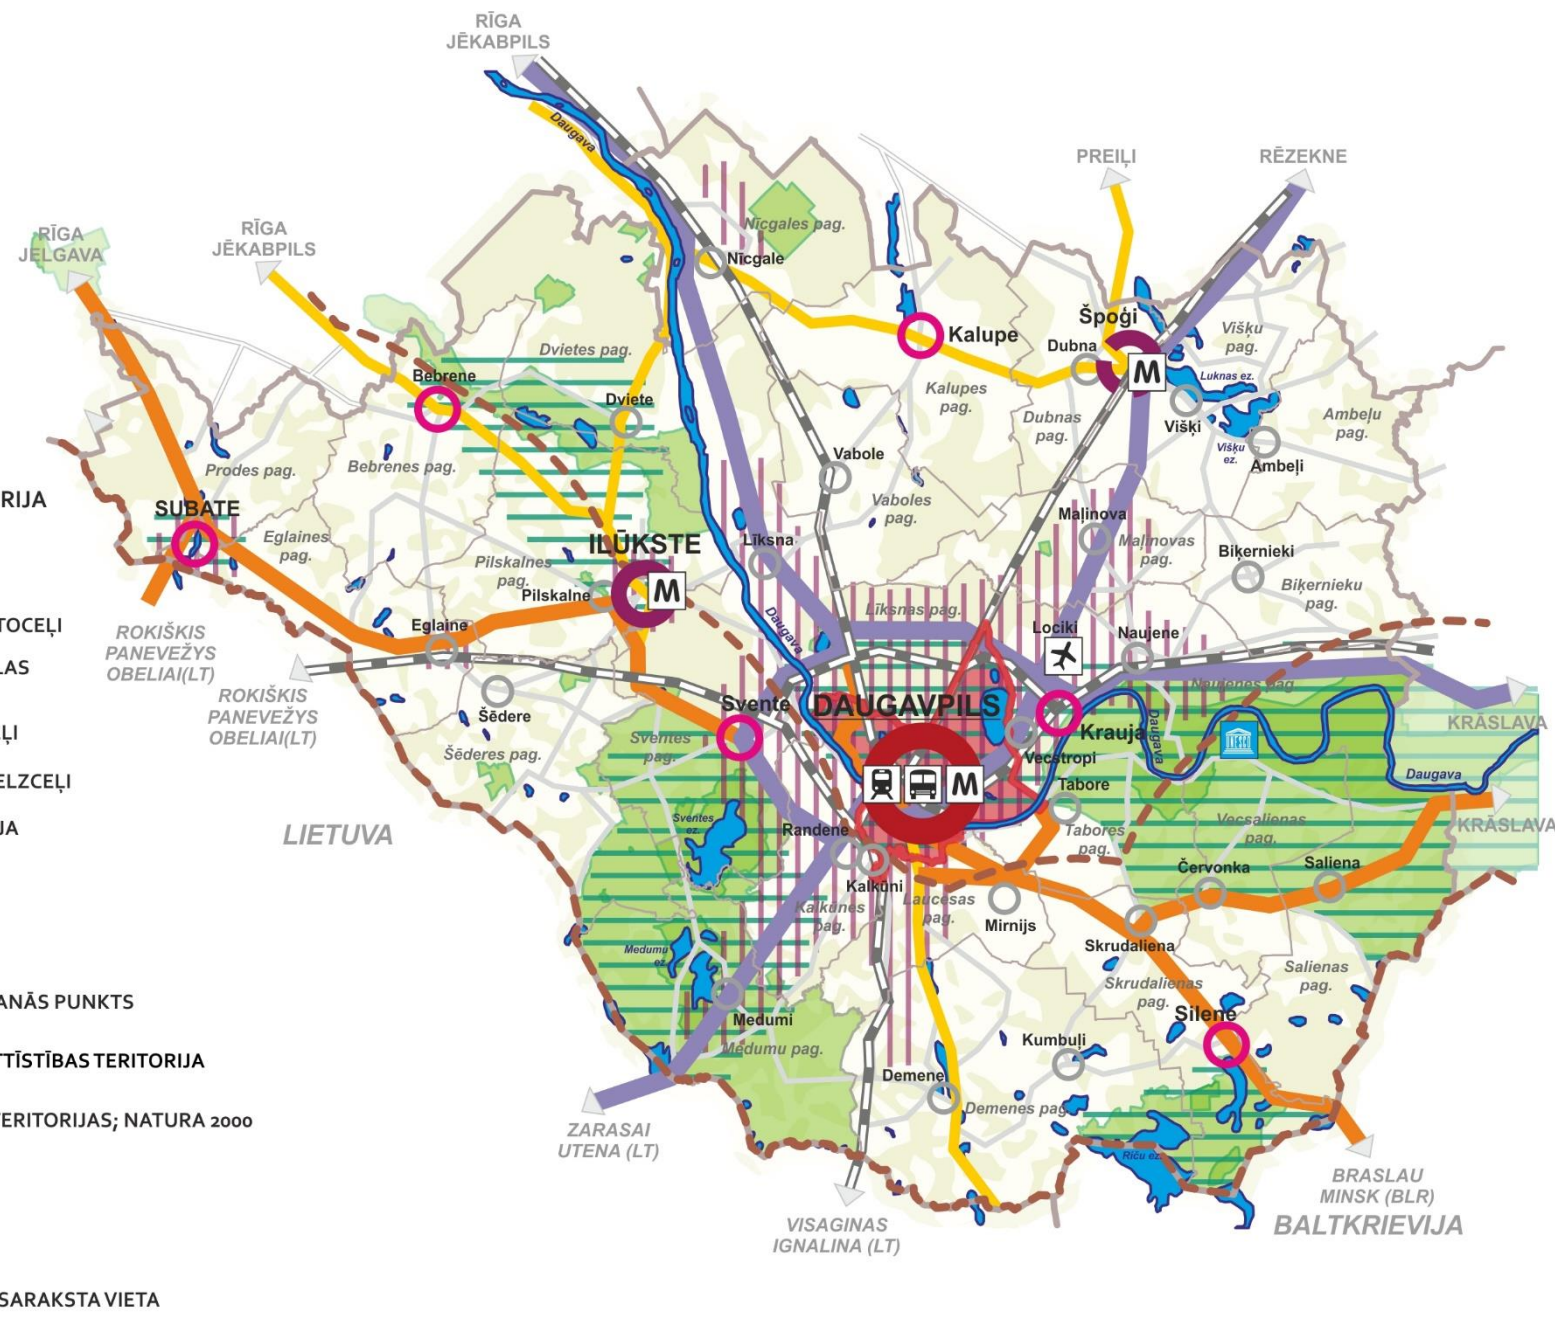 RĪGA
JĒKABPILS
Daugava
PREIĻI
RĒZEKNE
RĪGA
JELGAVA
RĪGA
JĒKABPILS
Nīcgales pag.
Nīcgale
Kalupe
Špoģi
Dubna
M
Višķu
pag.
Luknas ez.
Dvietes pag.
Bebrene
Dviete
Kalupes
pag.
Dubnas
pag.
Višķi
Višķu
ez.
Ambeļi
Ambeļu
pag.
Prodes pag.
Bebrenes pag.
Vabole
Vaboles
pag.
RIJA
SUBATE
Eglaines
pag.
ILŪKSTE
M
Pilskalnes
pag.
Pilskalne
Līksna
Maļinova
Maļinovas
pag.
Biķernieki
Biķernieku
pag.
TOCEĻI
LAS
ĻI
ELZCEĻI
JA
ROKIŠKIS
PANEVEŽYS
OBELIAI(LT)
Eglaine
Daugava
Līksnas pag.
Lociki
Naujene
Naujenes pag.
ROKIŠKIS
PANEVEŽYS
OBELIAI(LT)
Šēdere
Šēderes pag.
Svente
Sventes
pag.
DAUGAVPILS
M
Krauja
Vecstropi
Daugava
UNESCO
KRĀSLAVA
Daugava
Tabore
Tabores
pag.
Vecsalienas
pag.
KRĀSLAVA
LIETUVA
Sventes
ez.
Randene
Kalkūni
Kalkūnes
pag.
Laucesas
pag.
Mirnijs
Červonka
Saliena
Skrudaliena
Medumu
ez.
Medumi
Medumu pag.
Skrudalienas
pag.
Salienas
pag.
Silene
ANĀS PUNKTS
TTĪSTĪBAS TERITORIJA
TERITORIJAS; NATURA 2000
Kumbuļi
Demene
Demenes pag.
Riču ez.
ZARASAI
UTENA (LT)
VISAGINAS
IGNALINA (LT)
BRASLAU
MINSK (BLR)
BALTKRIEVIJA
SARAKSTA VIETA